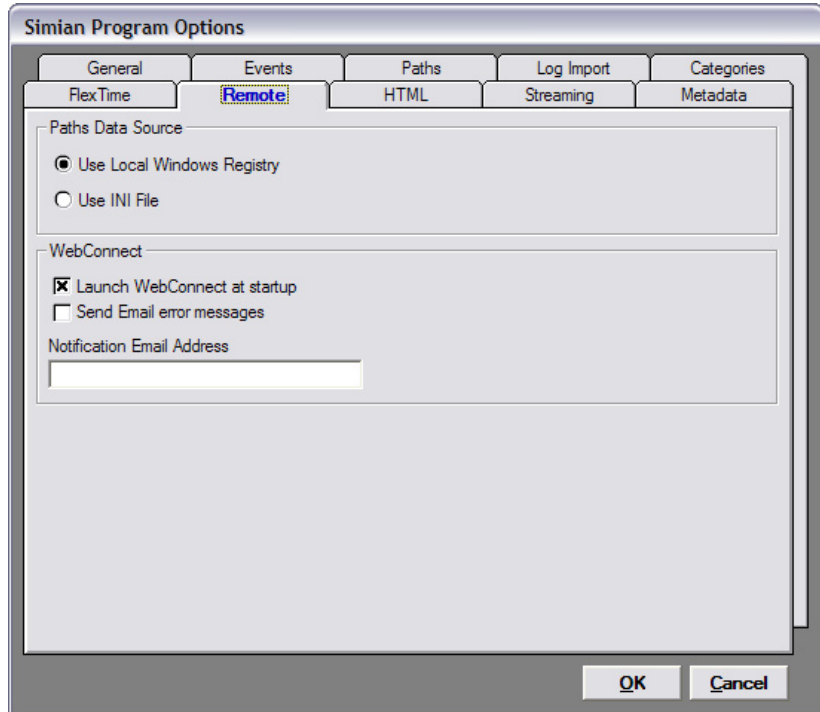 Simian Program Options
General Events Paths Log Import Categories
FlexTime Remote HTML Streaming Metadata
Paths Data Source
Use Local Windows Registry
Use INI File
WebConnect
Launch WebConnect at startup
Send Email error messages
Notification Email Address
OK Cancel